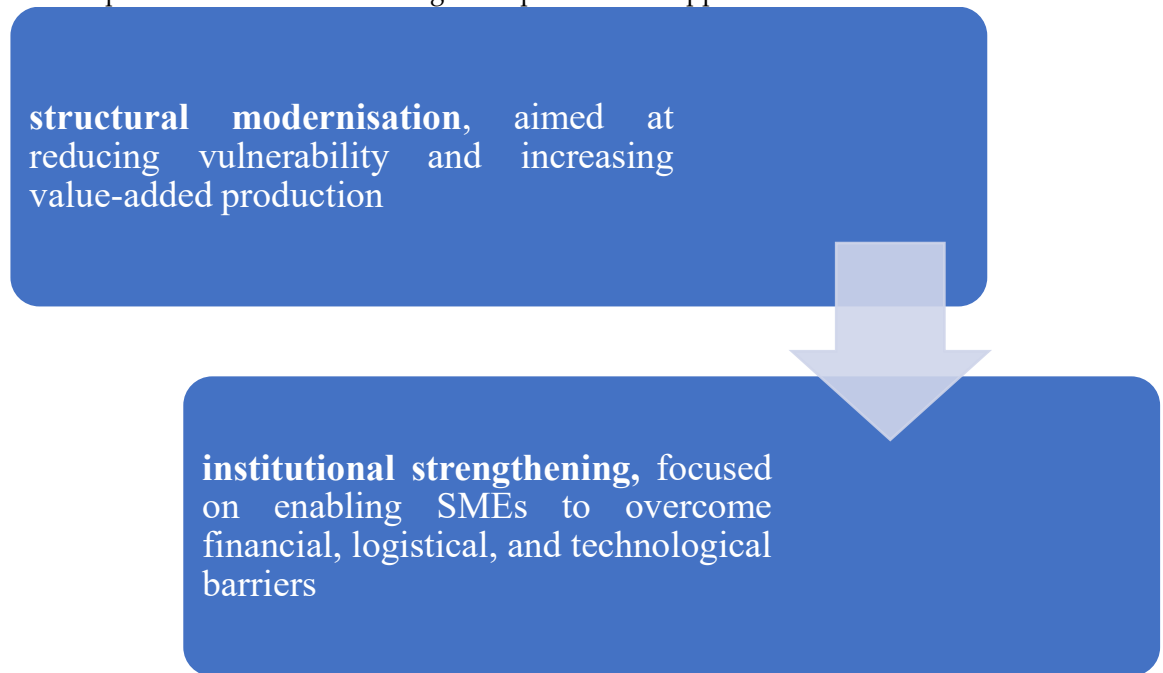 structural modernisation, aimed at
reducing vulnerability and increasing
value-added production
institutional strengthening, focused
on enabling SMEs to overcome
financial, logistical, and technological
barriers